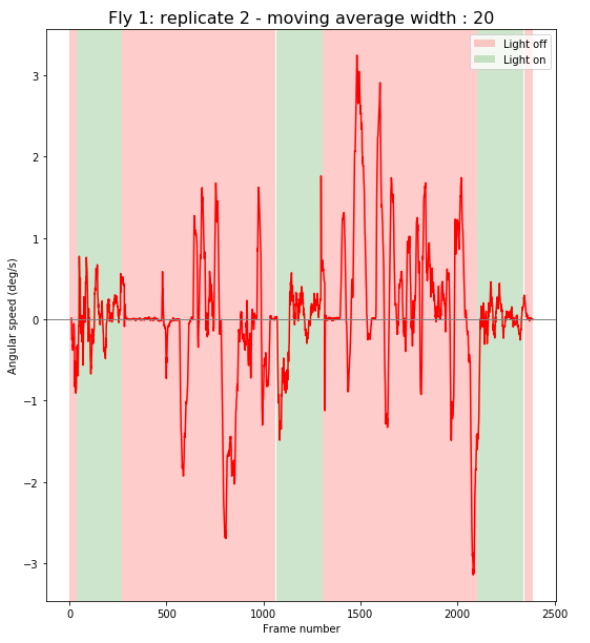 Fly 1: replicate 2 - moving average width : 20
Light off
Light on
3
2
1
0
−1
−2
−3
Angular speed (deg/s)
0
500
1000
1500
2000
2500
Frame number